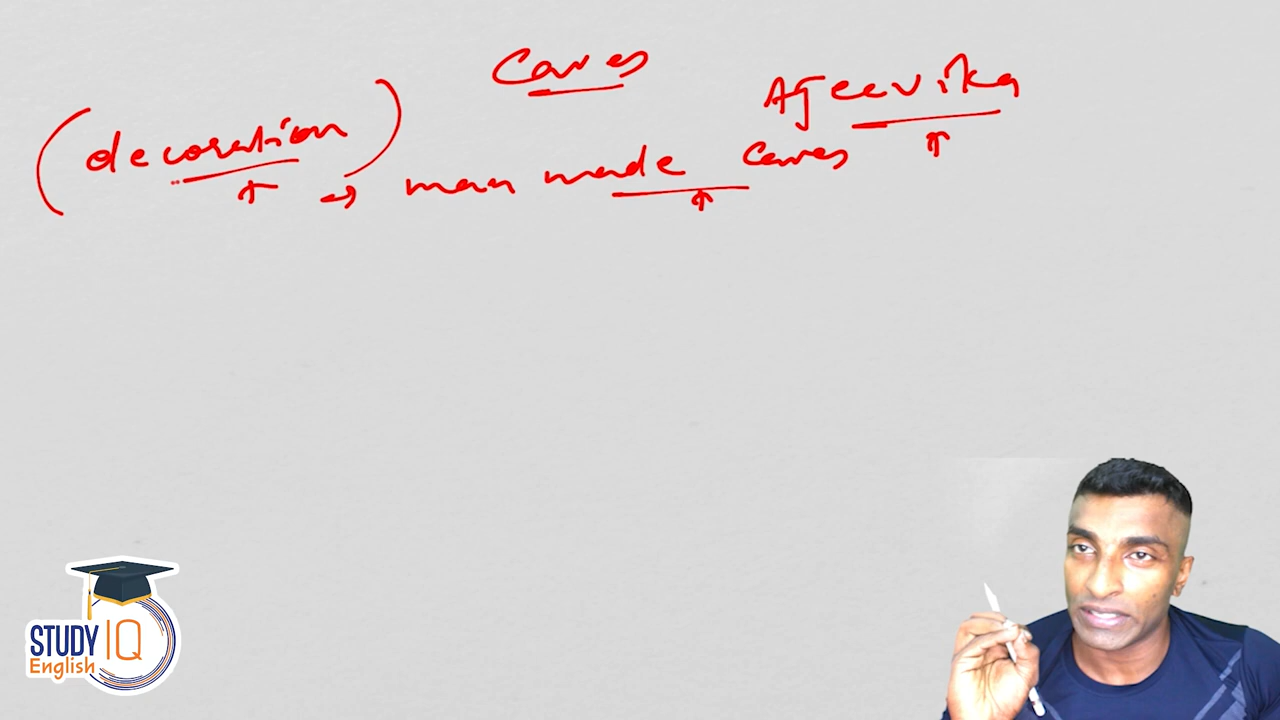 Caves
Ajeevika
(decoration)
→ man made caves
STUDY IQ
English